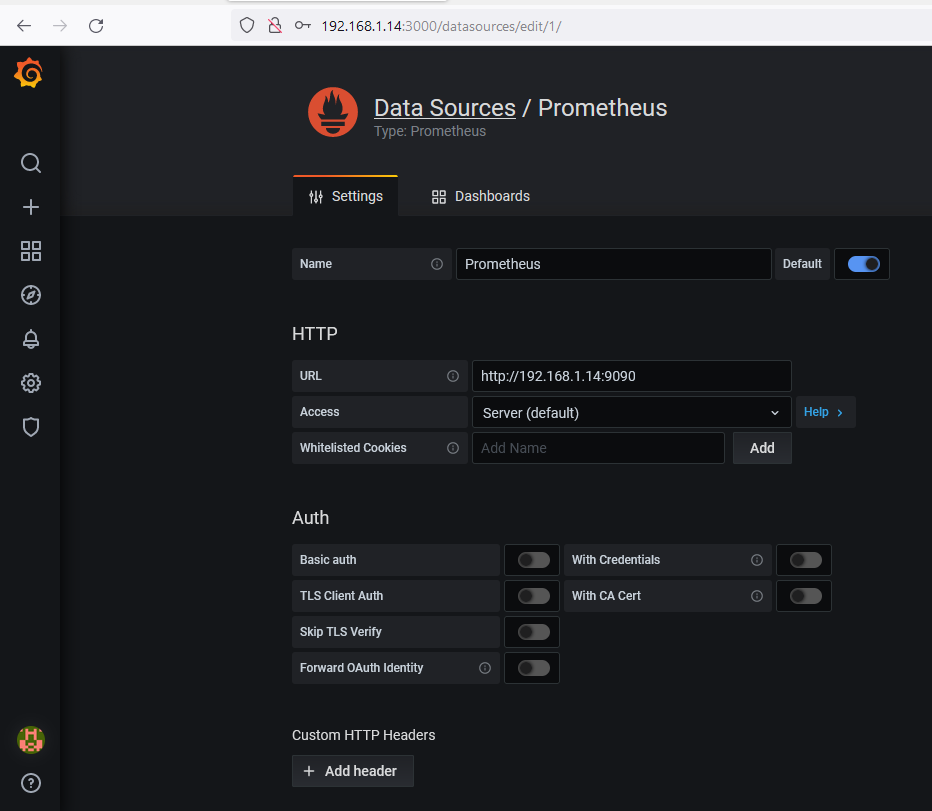 192.168.1.14:3000/datasources/edit/1/
Data Sources / Prometheus
Type: Prometheus
Settings Dashboards
Name Prometheus Default
HTTP
URL http://192.168.1.14:9090
Access Server (default) Help
Whitelisted Cookies Add Name Add
Auth
Basic auth With Credentials
TLS Client Auth With CA Cert
Skip TLS Verify
Forward OAuth Identity
Custom HTTP Headers
+ Add header